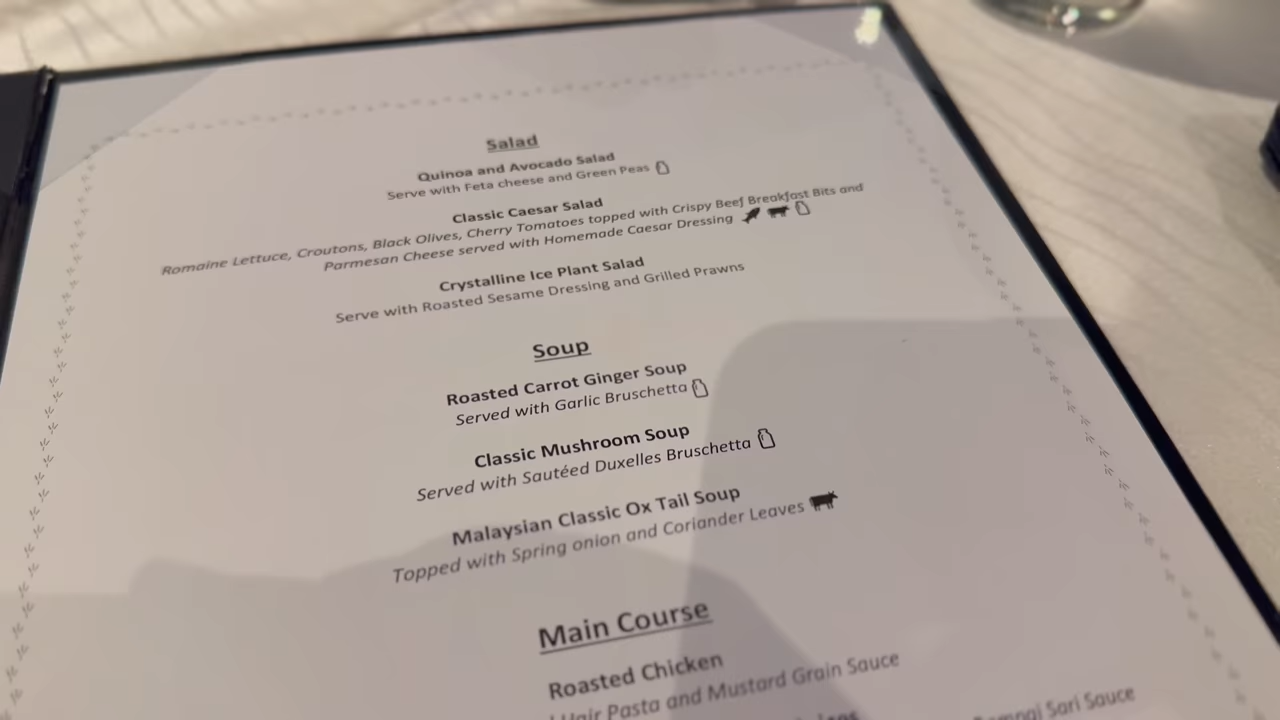 Salad
Quinoa and Avocado Salad
Serve with Feta cheese and Green Peas
Classic Caesar Salad
Romaine Lettuce, Croutons, Black Olives, Cherry Tomatoes topped with Crispy Beef Breakfast Bits and
Parmesan Cheese served with Homemade Caesar Dressing
Crystalline Ice Plant Salad
Serve with Roasted Sesame Dressing and Grilled Prawns
Soup
Roasted Carrot Ginger Soup
Served with Garlic Bruschetta
Classic Mushroom Soup
Served with Sautéed Duxelles Bruschetta
Malaysian Classic Ox Tail Soup
Topped with Spring onion and Coriander Leaves
Main Course
Roasted Chicken
Hair Pasta and Mustard Grain Sauce
Sari Sauce